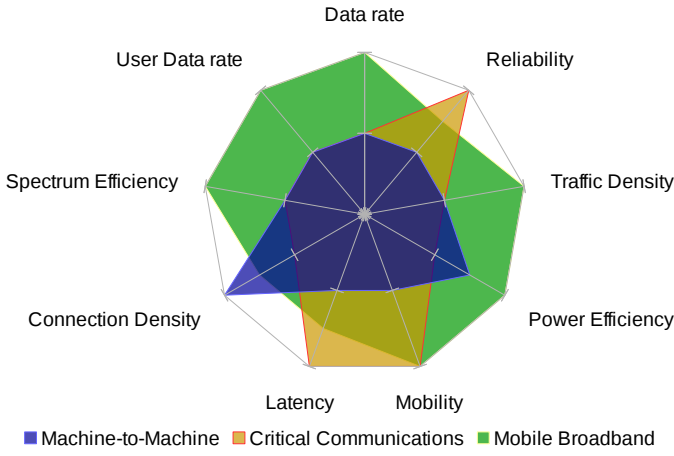 Data rate
User Data rate
Reliability
Spectrum Efficiency
Traffic Density
Connection Density
Power Efficiency
Latency
Mobility
Machine-to-Machine
Critical Communications
Mobile Broadband